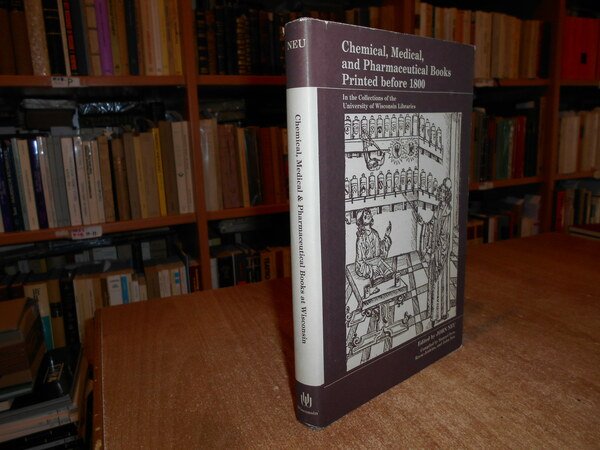 NEU
Chemical, Medical & Pharmaceutical Books at Wisconsin
Wisconsin
Chemical, Medical,
and Pharmaceutical Books
Printed before 1800
In the Collections of the
University of Wisconsin Libraries
Edited by JOHN NEU